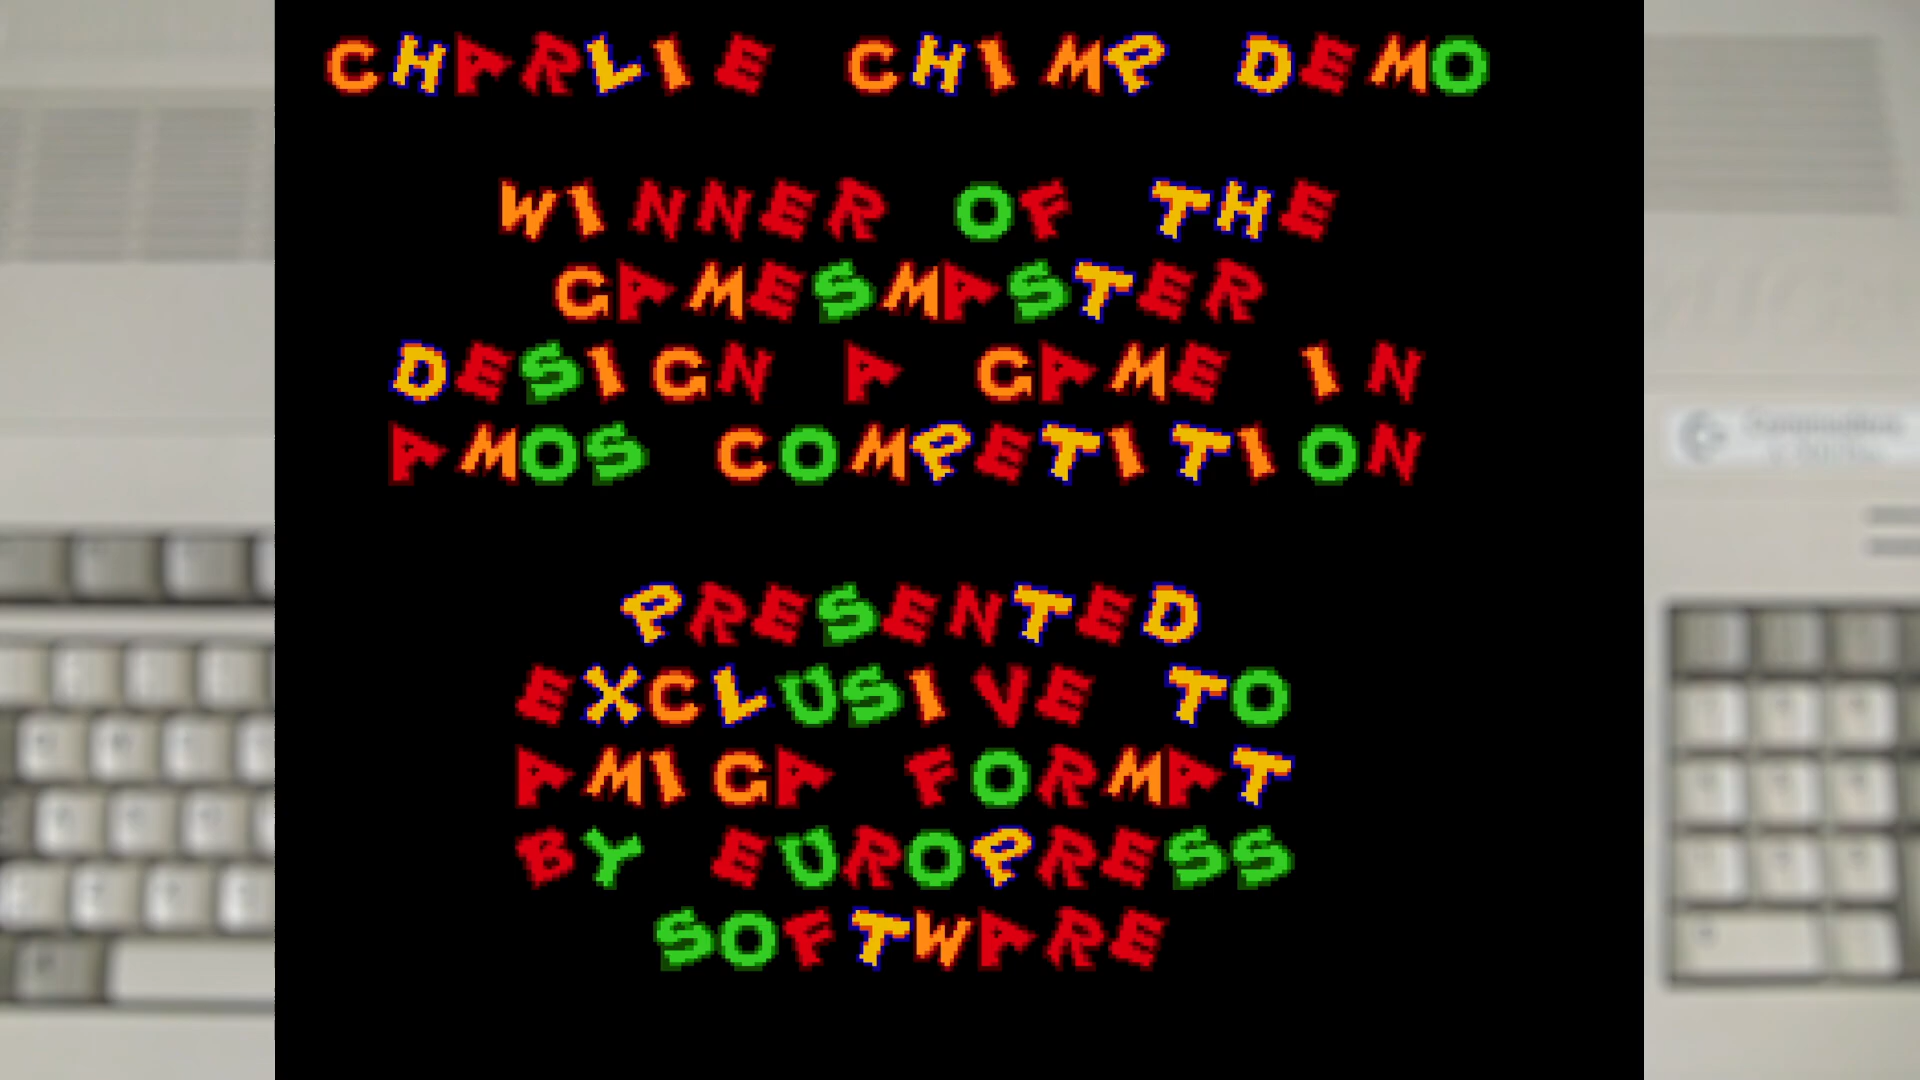 CHARLIE CHIMP DEMO
WINNER OF THE
GAMESMASTER
DESIGN A GAME IN
AMOS COMPETITION
PRESENTED
EXCLUSIVE TO
AMIGA FORMAT
BY EUROPRESS
SOFTWARE